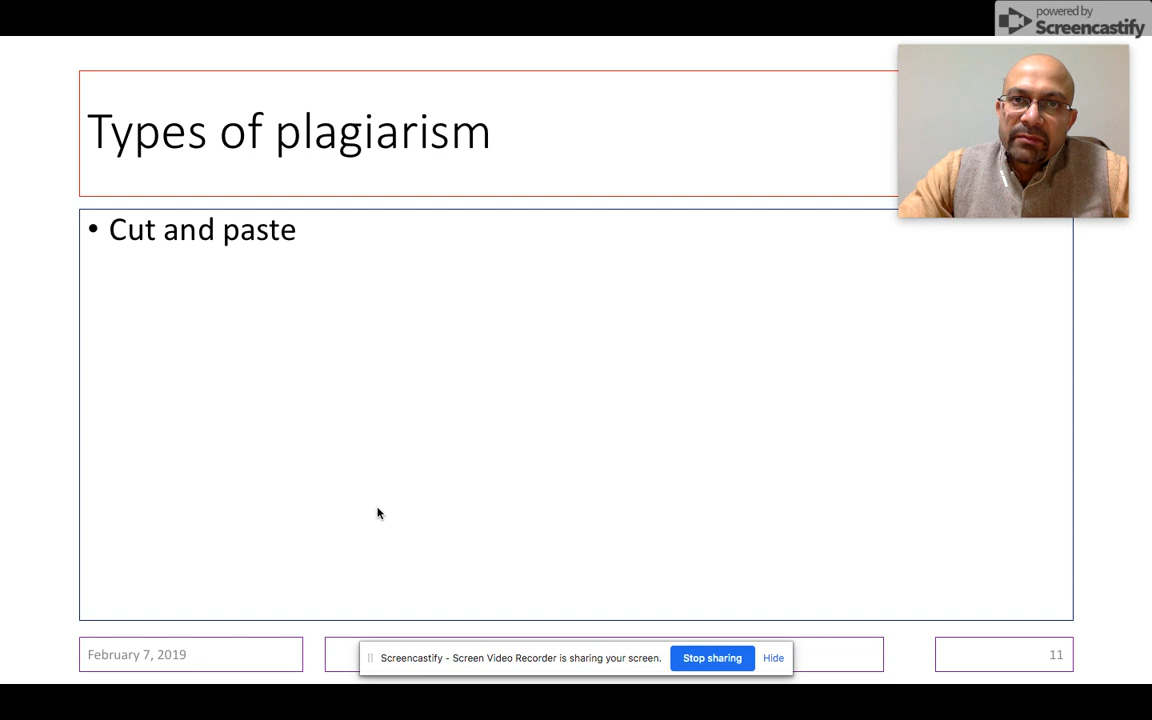 powered by
Screencastify
Types of plagiarism
• Cut and paste
February 7, 2019
Screencastify - Screen Video Recorder is sharing your screen.
Stop sharing
Hide
11